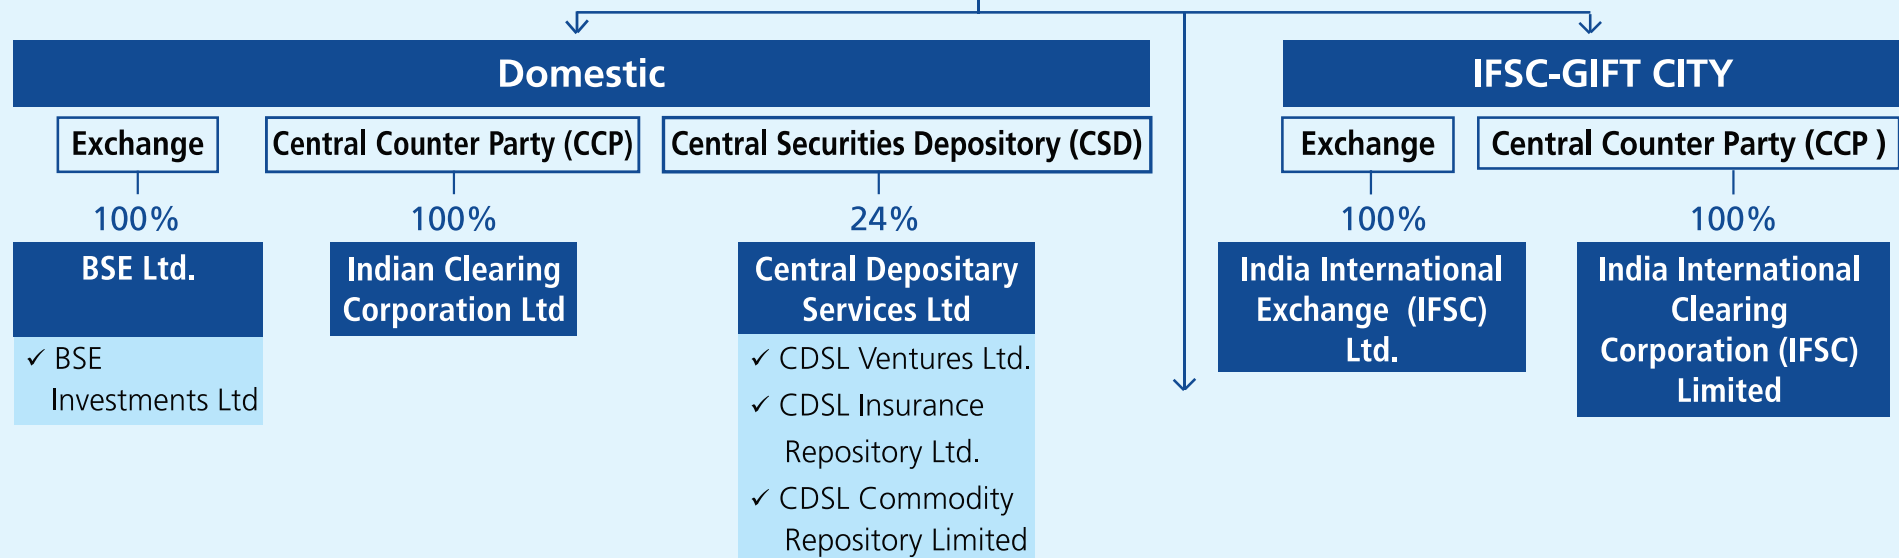 Domestic
Exchange
100%
BSE Ltd.
✓ BSE
Investments Ltd
Central Counter Party (CCP)
100%
Indian Clearing
Corporation Ltd
Central Securities Depository (CSD)
24%
Central Depositary
Services Ltd
✓ CDSL Ventures Ltd.
✓ CDSL Insurance
Repository Ltd.
✓ CDSL Commodity
Repository Limited
IFSC-GIFT CITY
Exchange
100%
India International
Exchange (IFSC)
Ltd.
Central Counter Party (CCP )
100%
India International
Clearing
Corporation (IFSC)
Limited